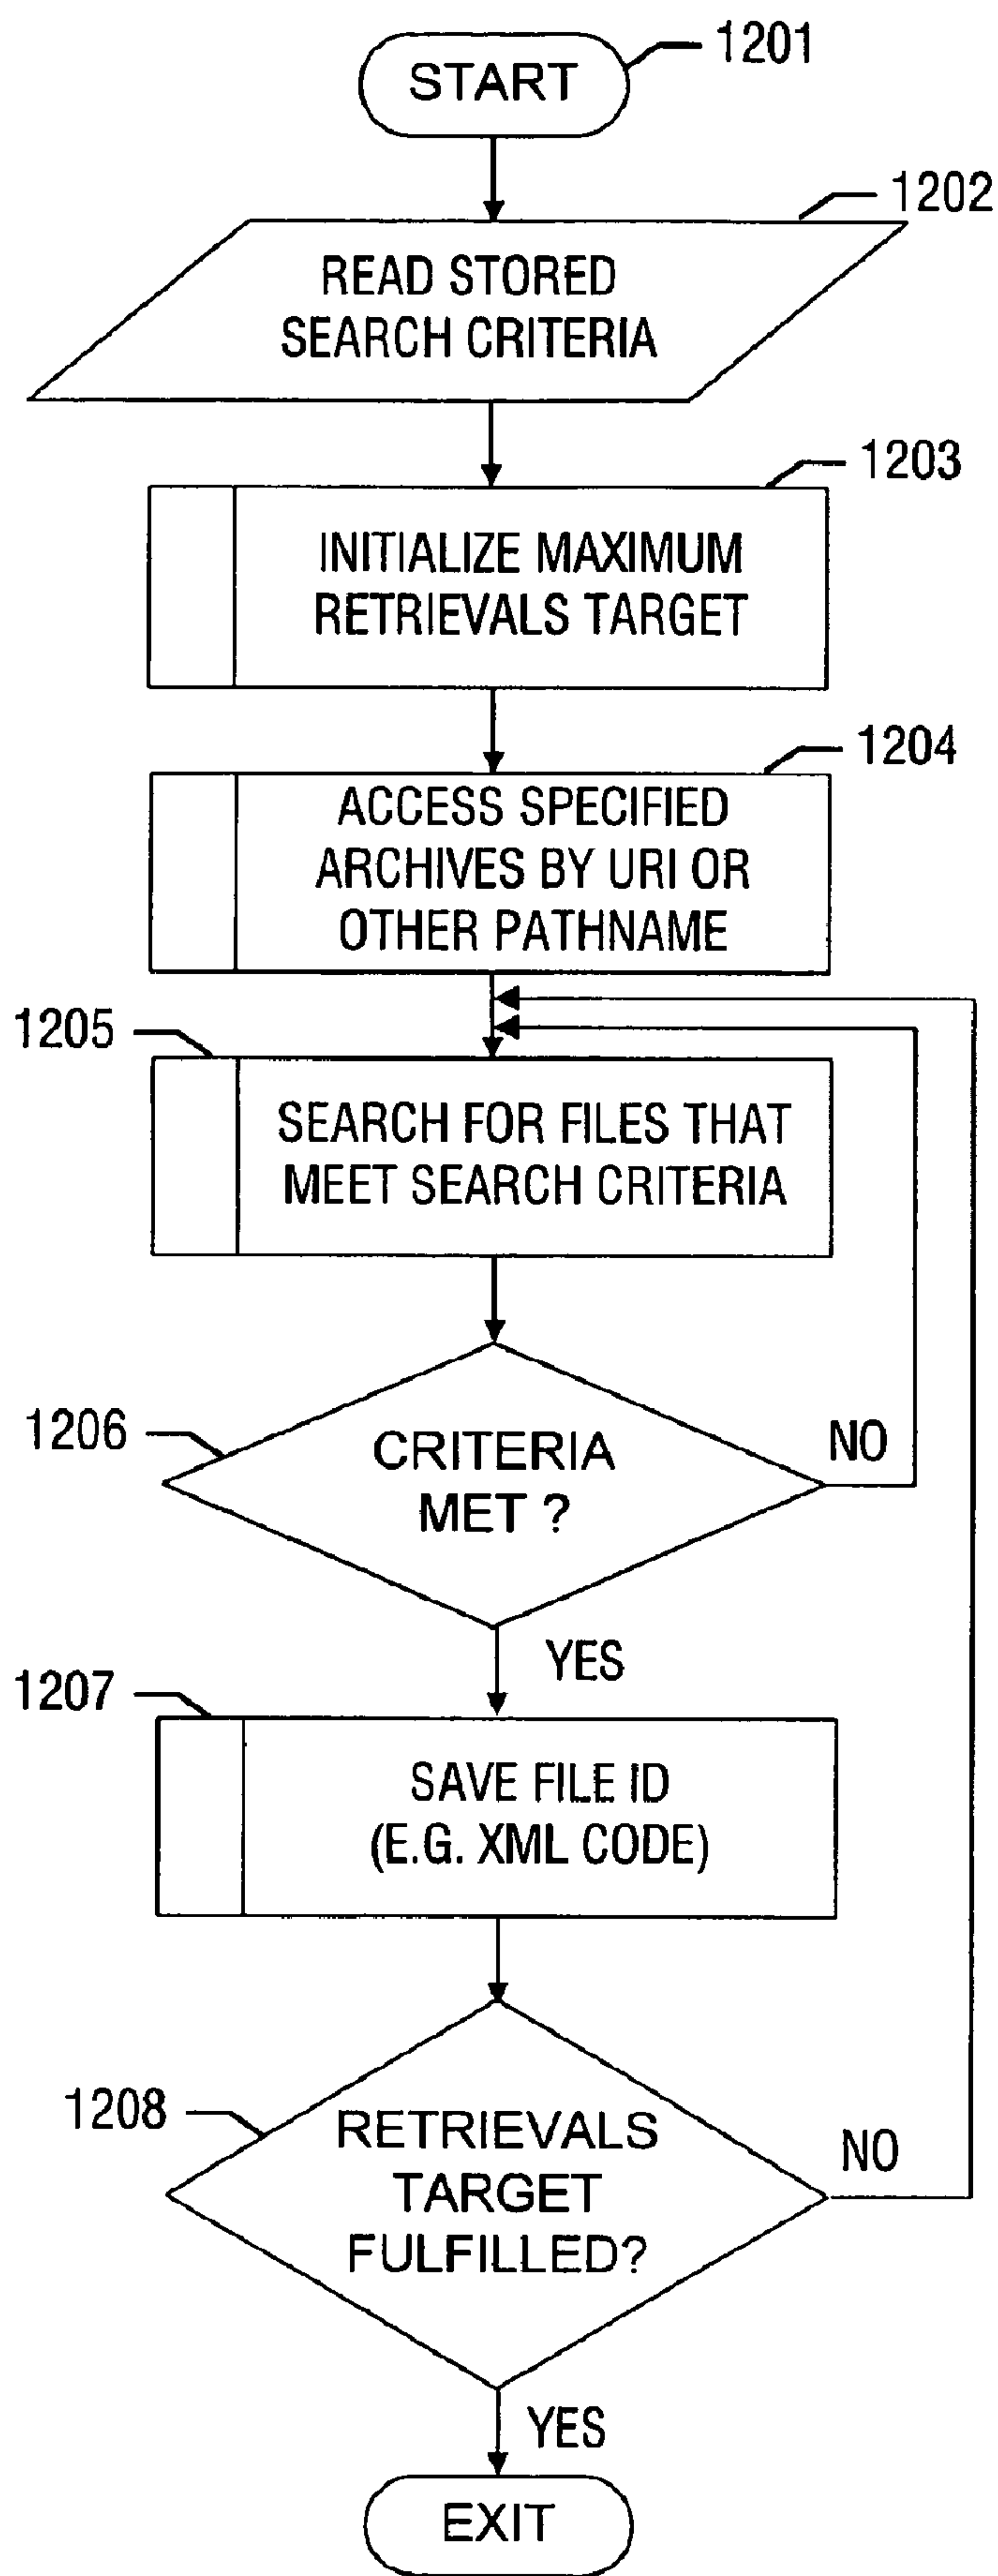 START
1201
1202
READ STORED
SEARCH CRITERIA
1203
INITIALIZE MAXIMUM
RETRIEVALS TARGET
1204
ACCESS SPECIFIED
ARCHIVES BY URI OR
OTHER PATHNAME
1205
SEARCH FOR FILES THAT
MEET SEARCH CRITERIA
1206
CRITERIA
MET ?
NO
YES
1207
SAVE FILE ID
(E.G. XML CODE)
1208
RETRIEVALS
TARGET
FULFILLED?
NO
YES
EXIT